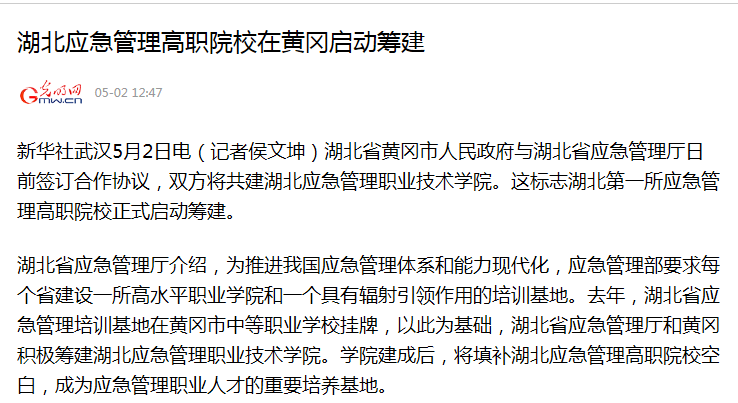 湖北应急管理高职院校在黄冈启动筹建
光明网
GMW.CN
05-02 12:47
新华社武汉5月2日电（记者侯文坤）湖北省黄冈市人民政府与湖北省应急管理厅日
前签订合作协议，双方将共建湖北应急管理职业技术学院。这标志湖北第一所应急管
理高职院校正式启动筹建。
湖北省应急管理厅介绍，为推进我国应急管理体系和能力现代化，应急管理部要求每
个省建设一所高水平职业学院和一个具有辐射引领作用的培训基地。去年，湖北省应
急管理培训基地在黄冈市中等职业学校挂牌，以此为基础，湖北省应急管理厅和黄冈
积极筹建湖北应急管理职业技术学院。学院建成后，将填补湖北应急管理高职院校空
白，成为应急管理职业人才的重要培养基地。